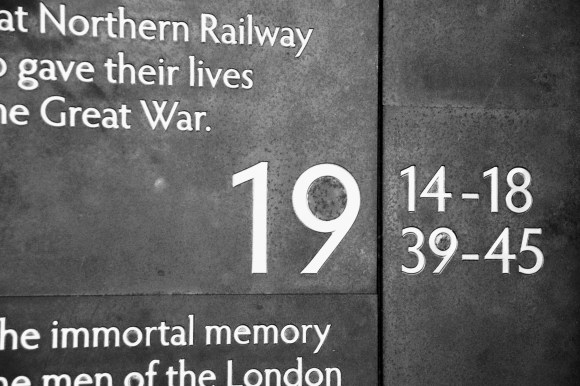 at Northern Railway
o gave their lives
he Great War.
19
14-18
39-45
the immortal memory
he men of the London